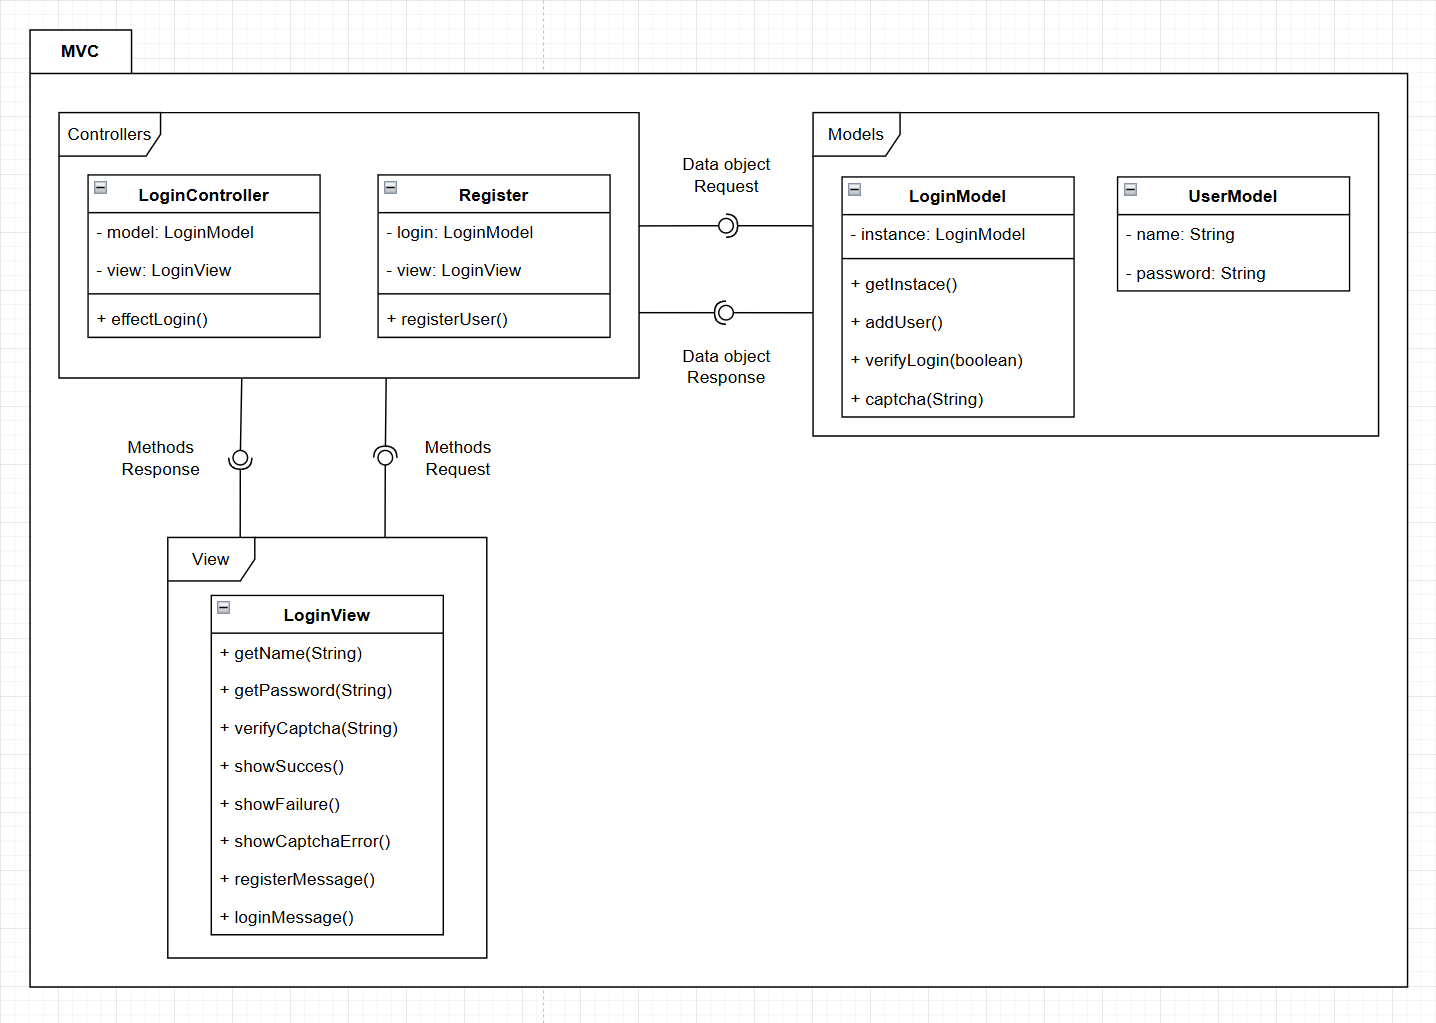 MVC
Controllers
LoginController
- model: LoginModel
- view: LoginView
+ effectLogin()
Register
- login: LoginModel
- view: LoginView
+ registerUser()
Data object
Request
Data object
Response
Models
LoginModel
- instance: LoginModel
+ getInstace()
+ addUser()
+ verifyLogin(boolean)
+ captcha(String)
UserModel
- name: String
- password: String
Methods
Response
Methods
Request
View
LoginView
+ getName(String)
+ getPassword(String)
+ verifyCaptcha(String)
+ showSucces()
+ showFailure()
+ showCaptchaError()
+ registerMessage()
+ loginMessage()